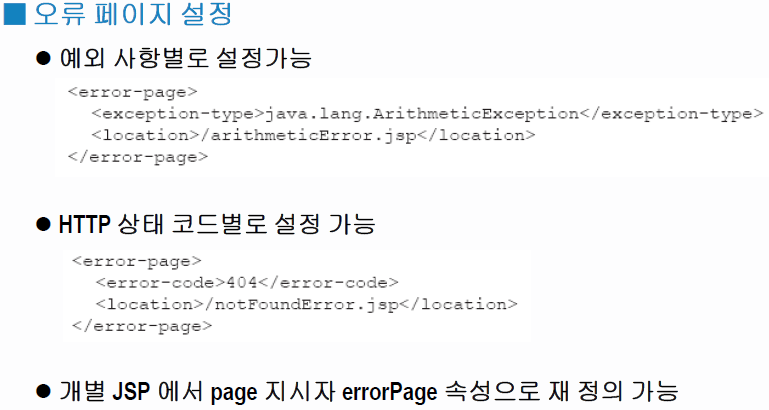 ■ 오류 페이지 설정
● 예외 사항별로 설정가능
<error-page>
<exception-type>java.lang.ArithmeticException</exception-type>
<location>/arithmeticError.jsp</location>
</error-page>
● HTTP 상태 코드별로 설정 가능
<error-page>
<error-code>404</error-code>
<location>/notFoundError.jsp</location>
</error-page>
● 개별 JSP 에서 page 지시자 errorPage 속성으로 재 정의 가능